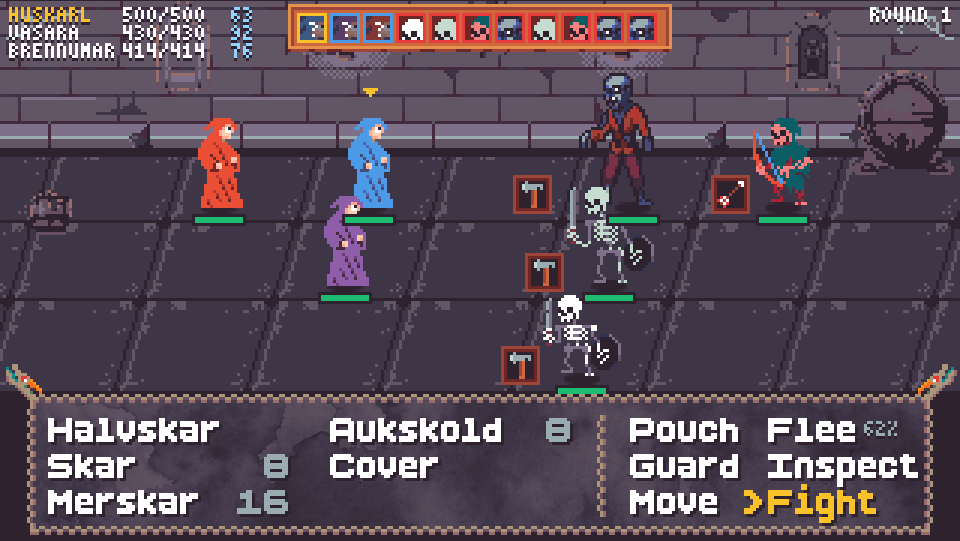 HUSKARL 500/500 63
VASARA 430/430 92
BRENNUMAR 414/414 76
? ? ?
ROUND 1
Halvskar Aukskold 8 Pouch Flee 62%
Skar 8 Cover Guard Inspect
Merskar 16 Move >Fight